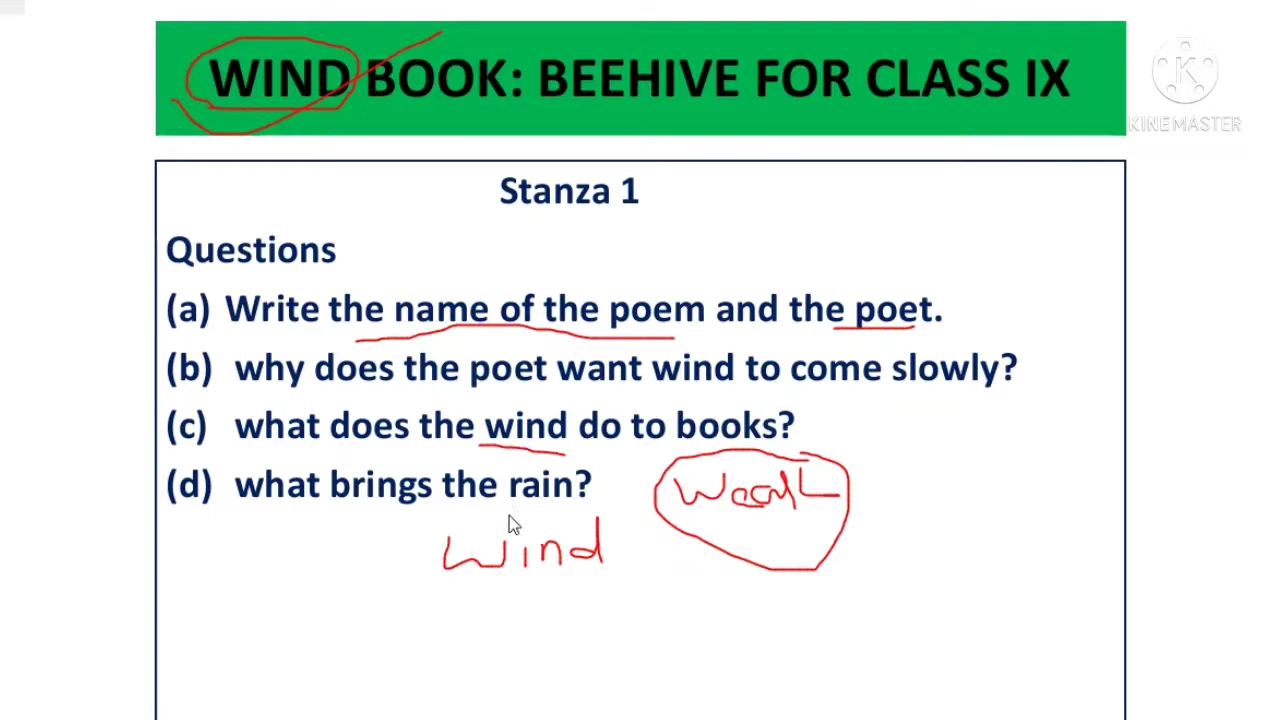 WIND BOOK: BEEHIVE FOR CLASS IX
KINEMASTER
Stanza 1
Questions
(a) Write the name of the poem and the poet.
(b) why does the poet want wind to come slowly?
(c) what does the wind do to books?
(d) what brings the rain?
wind